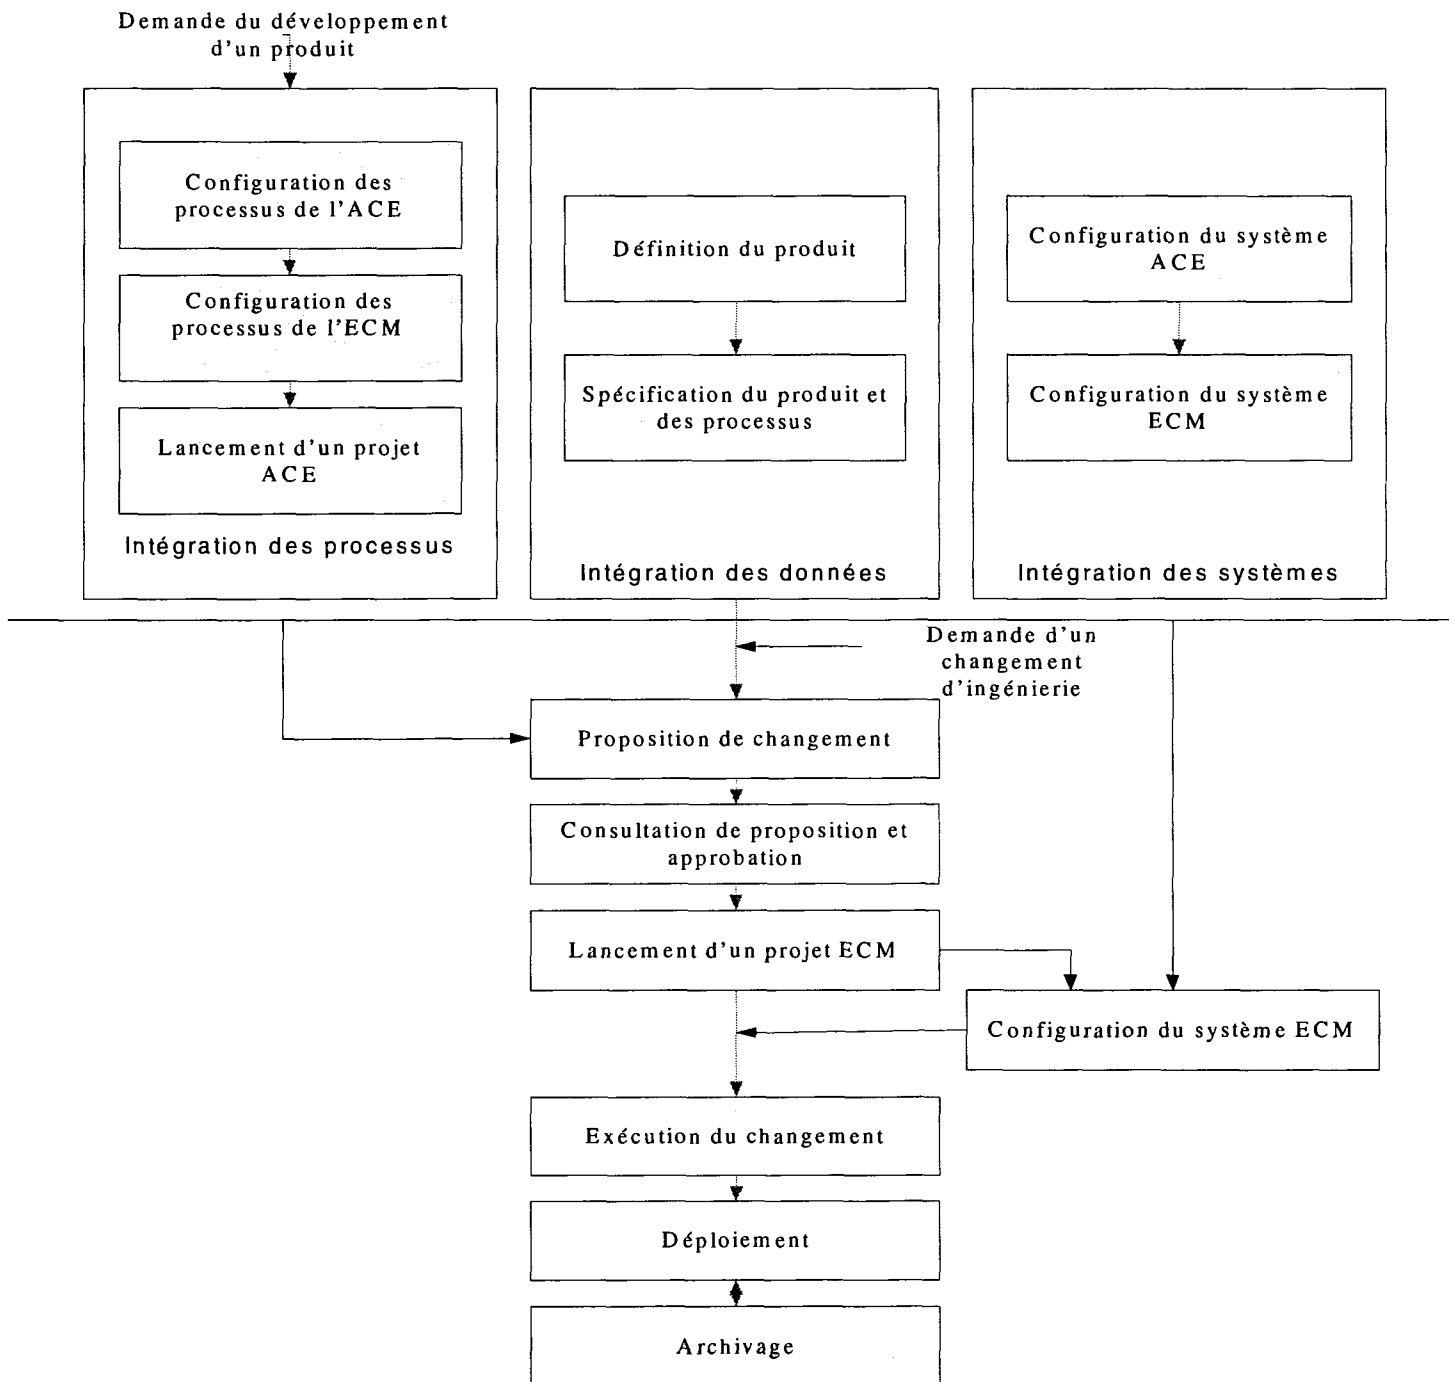 Demande du développement
d'un produit
Configuration des
processus de l'ACE
Configuration des
processus de l'ECM
Lancement d'un projet
ACE
Intégration des processus
Définition du produit
Spécification du produit et
des processus
Intégration des données
Configuration du système
ACE
Configuration du système
ECM
Intégration des systèmes
Demande d'un
changement
d'ingénierie
Proposition de changement
Consultation de proposition et
approbation
Lancement d'un projet ECM
Configuration du système ECM
Exécution du changement
Déploiement
Archivage